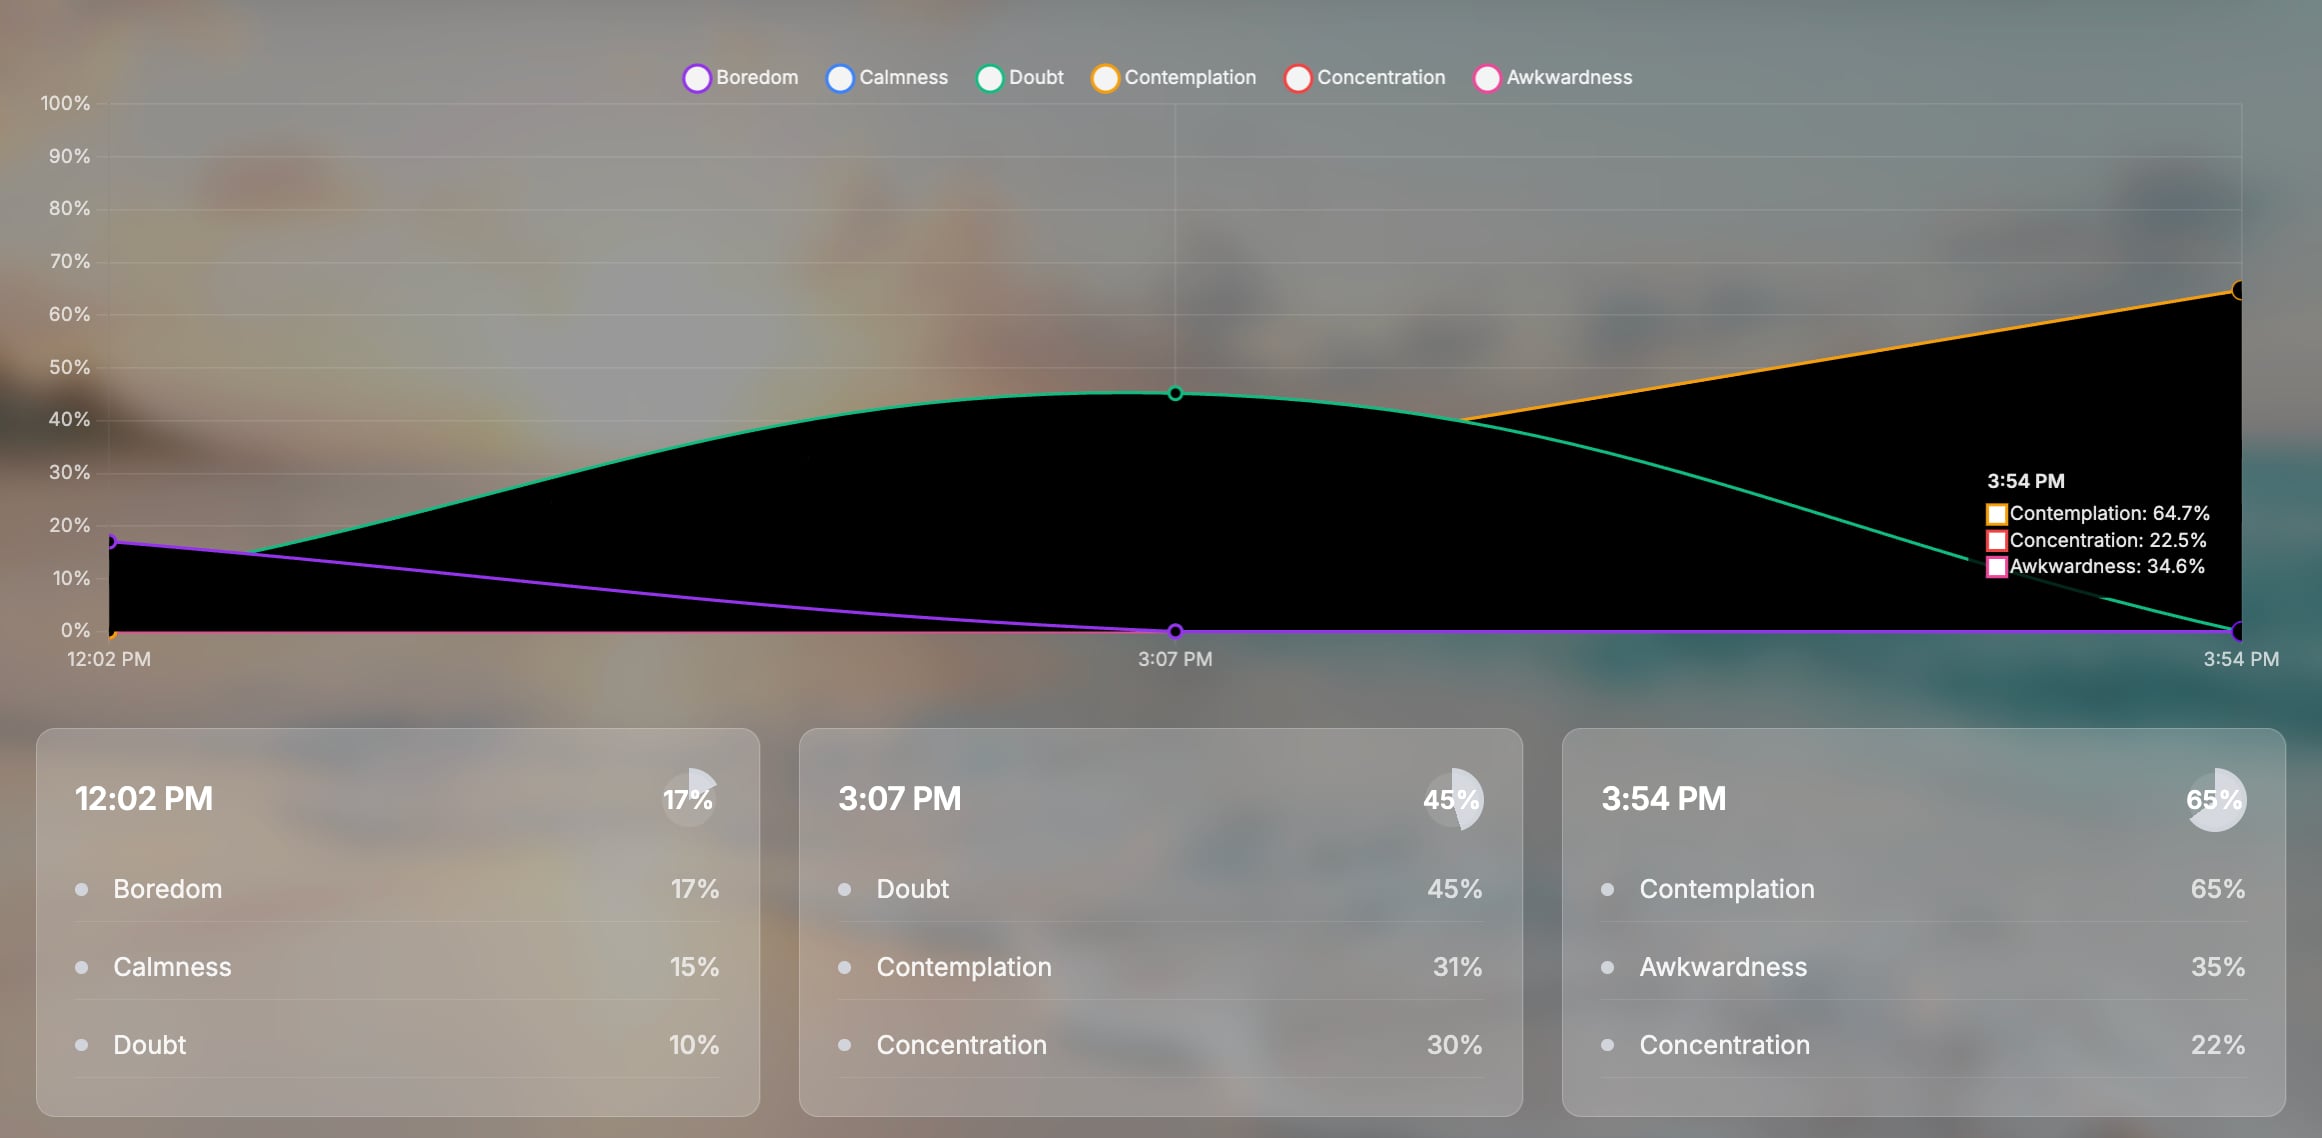 Boredom Calmness Doubt Contemplation Concentration Awkwardness
100%
90%
80%
70%
60%
50%
40%
30%
20%
10%
0%
3:54 PM
Contemplation: 64.7%
Concentration: 22.5%
Awkwardness: 34.6%
12:02 PM 3:07 PM 3:54 PM
12:02 PM 17%
Boredom 17%
Calmness 15%
Doubt 10%
3:07 PM 45%
Doubt 45%
Contemplation 31%
Concentration 30%
3:54 PM 65%
Contemplation 65%
Awkwardness 35%
Concentration 22%